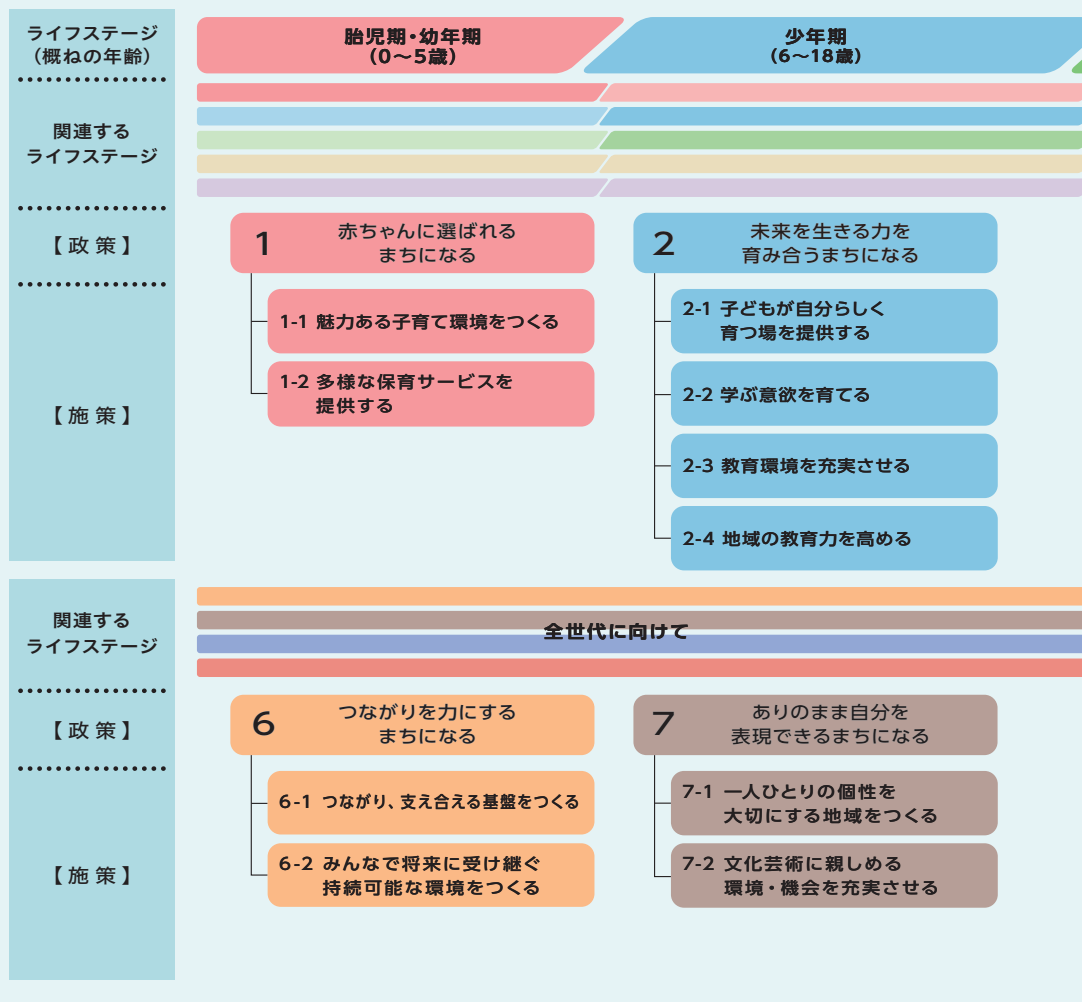 ライフステージ
（概ねの年齢）
胎児期・幼年期
（0〜5歳）
少年期
（6〜18歳）
関連する
ライフステージ
【政策】
1 赤ちゃんに選ばれる
まちになる
2 未来を生きる力を
育み合うまちになる
【施策】
1-1 魅力ある子育て環境をつくる
1-2 多様な保育サービスを
提供する
2-1 子どもが自分らしく
育つ場を提供する
2-2 学ぶ意欲を育てる
2-3 教育環境を充実させる
2-4 地域の教育力を高める
関連する
ライフステージ
全世代に向けて
【政策】
6 つながりを力にする
まちになる
7 ありのまま自分を
表現できるまちになる
【施策】
6-1 つながり、支え合える基盤をつくる
6-2 みんなで将来に受け継ぐ
持続可能な環境をつくる
7-1 一人ひとりの個性を
大切にする地域をつくる
7-2 文化芸術に親しめる
環境・機会を充実させる